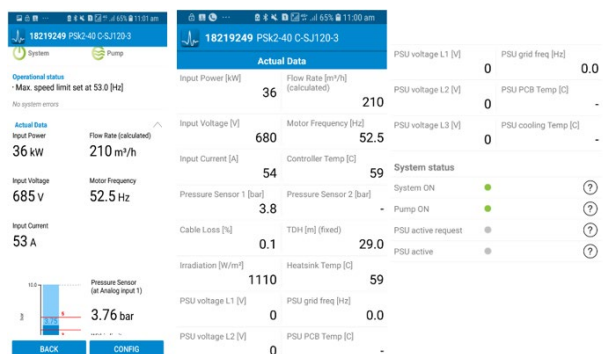 11:01 am
65%
18219249 PSk2-40 C-SJ120-3
System
Pump
Operational status
· Max. speed limit set at 53.0 [Hz]
No system errors
Actual Data
Input Power
Flow Rate (calculated)
36 kW
210 m³/h
Input Voltage
Motor Frequency
685 V
52.5 Hz
Input Current
53 A
10.0
3.76
Pressure Sensor
(at Analog input 1)
3.76 bar
BACK
CONFIG
65% 11:00 am
18219249 PSk2-40 C-SJ120-3
Actual Data
Input Power [kW]
36
Flow Rate [m³/h]
(calculated)
210
Input Voltage [V]
680
Motor Frequency [Hz]
52.5
Input Current [A]
54
Controller Temp [C]
59
Pressure Sensor 1 [bar]
3.8
Pressure Sensor 2 [bar]
-
Cable Loss [%]
0.1
TDH [m] (fixed)
29.0
Irradiation [W/m²]
1110
Heatsink Temp [C]
59
PSU voltage L1 [V]
0
PSU grid freq [Hz]
0.0
PSU voltage L2 [V]
0
PSU PCB Temp [C]
-
PSU voltage L1 [V]
0
PSU grid freq [Hz]
0.0
PSU voltage L2 [V]
0
PSU PCB Temp [C]
-
PSU voltage L3 [V]
0
PSU cooling Temp [C]
-
System status
System ON
?
Pump ON
?
PSU active request
?
PSU active
?